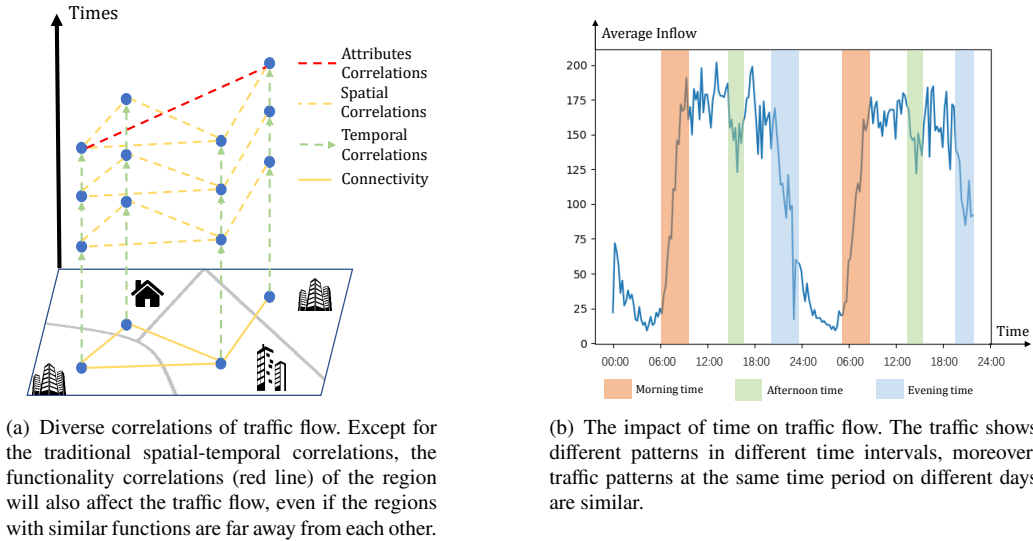 Times
Attributes
Correlations
Spatial
Correlations
Temporal
Correlations
Connectivity
(a) Diverse correlations of traffic flow. Except for
the traditional spatial-temporal correlations, the
functionality correlations (red line) of the region
will also affect the traffic flow, even if the regions
with similar functions are far away from each other.
Average Inflow
200
175
150
125
100
75
50
25
0
Time
00:00 06:00 12:00 18:00 24:00 06:00 12:00 18:00 24:00
Morning time Afternoon time Evening time
(b) The impact of time on traffic flow. The traffic shows
different patterns in different time intervals, moreover
traffic patterns at the same time period on different days
are similar.